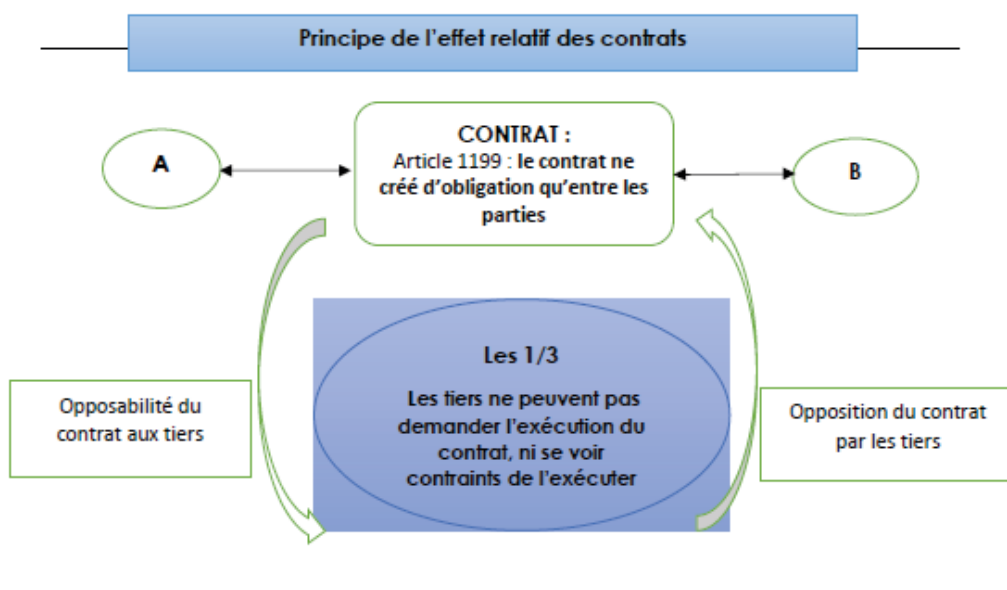 Principe de l'effet relatif des contrats
A
CONTRAT :
Article 1199 : le contrat ne
créé d'obligation qu'entre les
parties
B
Les 1/3
Les tiers ne peuvent pas
demander l'exécution du
contrat, ni se voir
contraints de l'exécuter
Opposabilité du
contrat aux tiers
Opposition du contrat
par les tiers